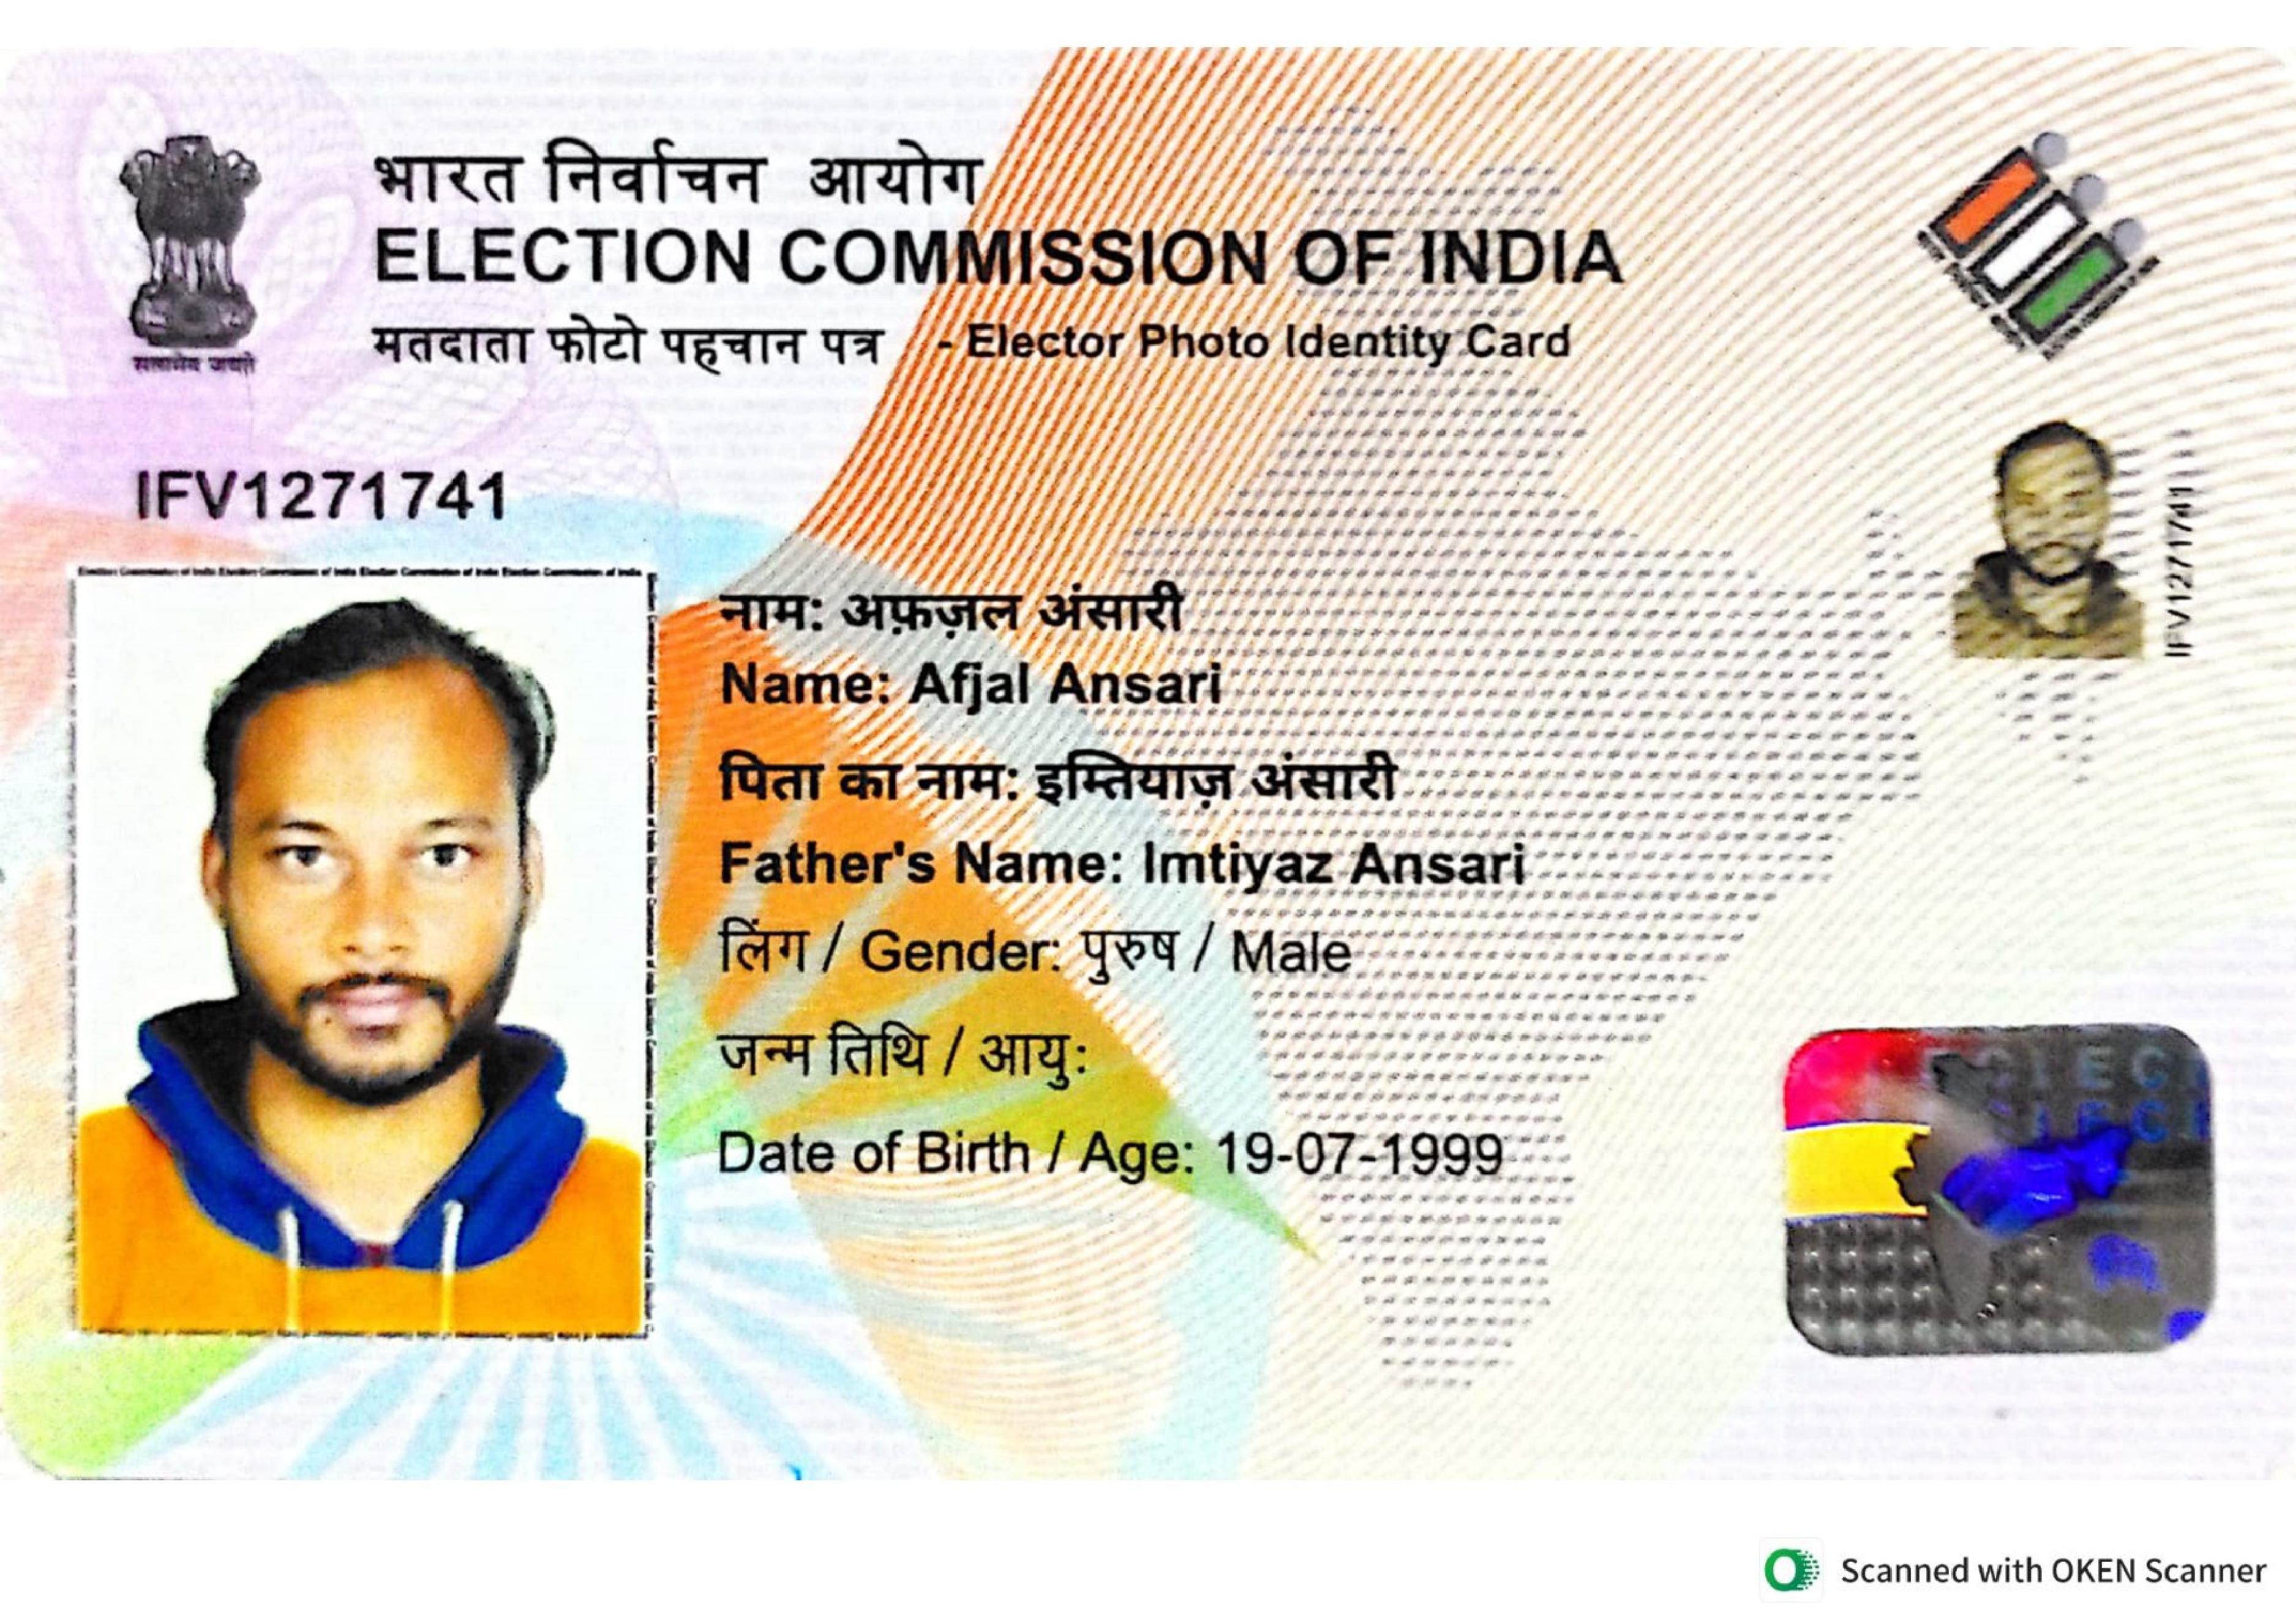 भारत निर्वाचन आयोग
ELECTION COMMISSION OF INDIA
मतदाता फोटो पहचान पत्र - Elector Photo Identity Card
सत्यमेव जयते
IFV1271741
IFV1271741
Election Commission of India Election Commission of India Election Commission of India Election Commission of India
नाम: अफ़ज़ल अंसारी
Name: Afjal Ansari
पिता का नाम: इम्तियाज़ अंसारी
Father's Name: Imtiyaz Ansari
लिंग / Gender: पुरुष / Male
जन्म तिथि / आयु:
Date of Birth / Age: 19-07-1999
Scanned with OKEN Scanner